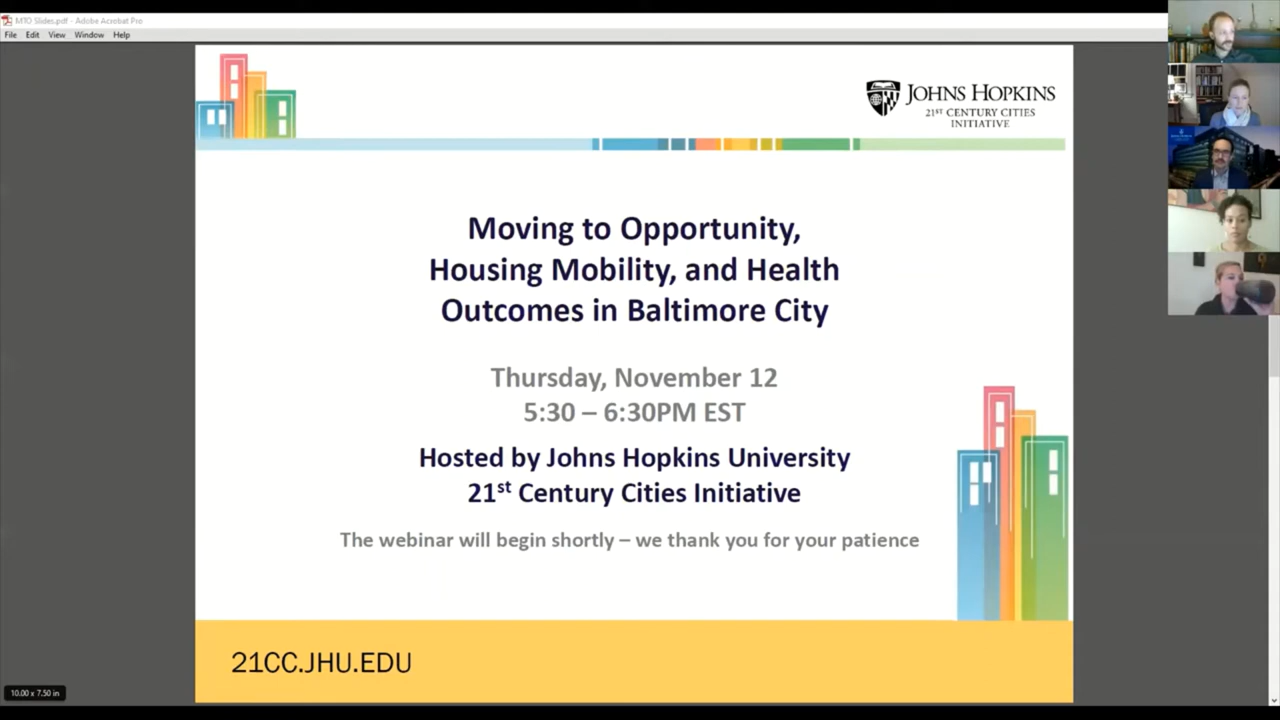 MTO Slides.pdf - Adobe Acrobat Pro
File Edit View Window Help
JOHNS HOPKINS
21ST CENTURY CITIES
INITIATIVE
Moving to Opportunity,
Housing Mobility, and Health
Outcomes in Baltimore City
Thursday, November 12
5:30 – 6:30PM EST
Hosted by Johns Hopkins University
21st Century Cities Initiative
The webinar will begin shortly – we thank you for your patience
21CC.JHU.EDU
10.00 x 7.50 in